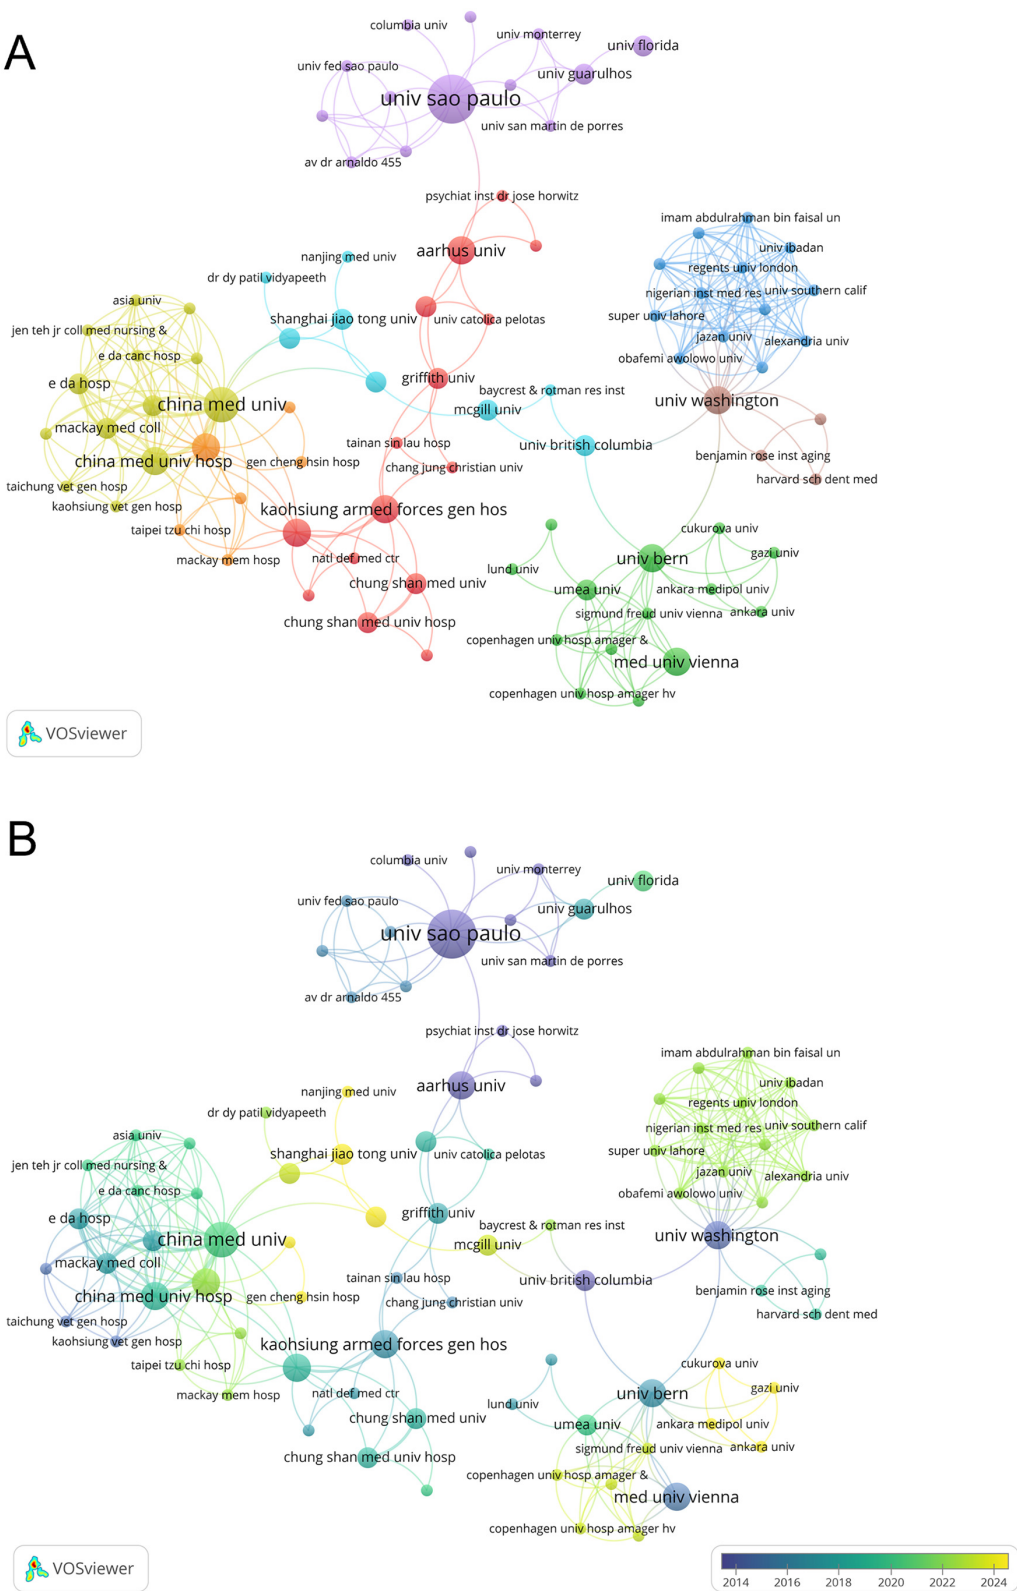 A
columbia univ
univ monterrey
univ florida
univ fed sao paulo
univ guarulhos
univ sao paulo
univ san martin de porres
av dr arnaldo 455
psychiat inst dr jose horwitz
imam abdulrahman bin faisal un
aarhus univ
univ ibadan
nanjing med univ
regents univ london
dr dy patil vidyapeeth
nigerian inst med res
univ southern calif
asia univ
super univ lahore
shanghai jiao tong univ
univ catolica pelotas
jen teh jr coll med nursing &
jazan univ
alexandria univ
e da canc hosp
obafemi awolowo univ
griffith univ
e da hosp
baycrest & rotman res inst
china med univ
mcgill univ
univ washington
mackay med coll
tainan sin lau hosp
univ british columbia
benjamin rose inst aging
china med univ hosp
gen cheng hsin hosp
chang jung christian univ
harvard sch dent med
taichung vet gen hosp
kaohsiung vet gen hosp
kaohsiung armed forces gen hos
taipei tzu chi hosp
cukurova univ
mackay mem hosp
natl def med ctr
univ bern
gazi univ
lund univ
chung shan med univ
umea univ
ankara medipol univ
sigmund freud univ vienna
ankara univ
chung shan med univ hosp
copenhagen univ hosp amager &
med univ vienna
copenhagen univ hosp amager hv
VOSviewer
B
columbia univ
univ monterrey
univ florida
univ fed sao paulo
univ guarulhos
univ sao paulo
univ san martin de porres
av dr arnaldo 455
psychiat inst dr jose horwitz
imam abdulrahman bin faisal un
aarhus univ
univ ibadan
nanjing med univ
regents univ london
dr dy patil vidyapeeth
nigerian inst med res
univ southern calif
asia univ
super univ lahore
shanghai jiao tong univ
univ catolica pelotas
jen teh jr coll med nursing &
jazan univ
alexandria univ
e da canc hosp
obafemi awolowo univ
griffith univ
e da hosp
baycrest & rotman res inst
china med univ
mcgill univ
univ washington
mackay med coll
tainan sin lau hosp
univ british columbia
benjamin rose inst aging
china med univ hosp
gen cheng hsin hosp
chang jung christian univ
harvard sch dent med
taichung vet gen hosp
kaohsiung vet gen hosp
kaohsiung armed forces gen hos
taipei tzu chi hosp
cukurova univ
mackay mem hosp
natl def med ctr
univ bern
gazi univ
lund univ
chung shan med univ
umea univ
ankara medipol univ
sigmund freud univ vienna
ankara univ
chung shan med univ hosp
copenhagen univ hosp amager &
med univ vienna
copenhagen univ hosp amager hv
VOSviewer
2014 2016 2018 2020 2022 2024